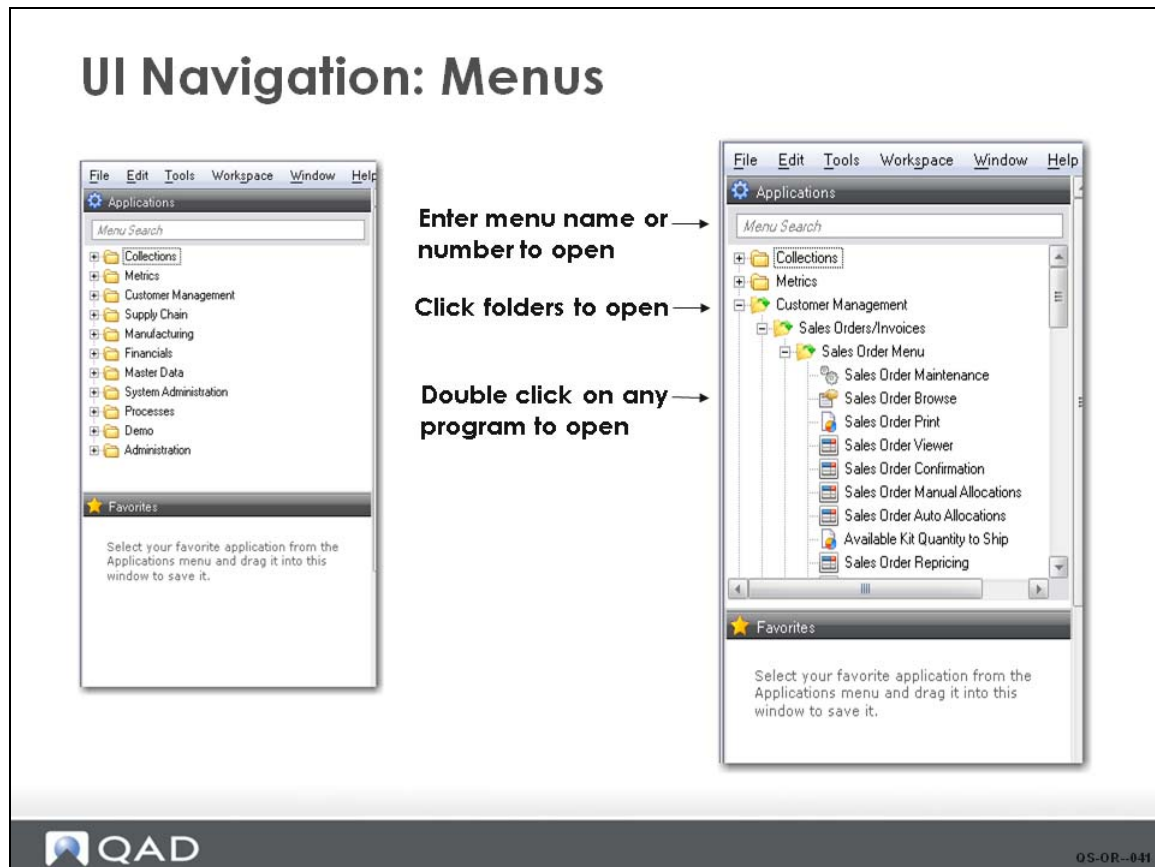 UI Navigation: Menus
File Edit Tools Workspace Window Help
Applications
Menu Search
Collections
Metrics
Customer Management
Supply Chain
Manufacturing
Financials
Master Data
System Administration
Processes
Demo
Administration
Favorites
Select your favorite application from the
Applications menu and drag it into this
window to save it.
Enter menu name or
number to open
Click folders to open
Double click on any
program to open
File Edit Tools Workspace Window Help
Applications
Menu Search
Collections
Metrics
Customer Management
Sales Orders/Invoices
Sales Order Menu
Sales Order Maintenance
Sales Order Browse
Sales Order Print
Sales Order Viewer
Sales Order Confirmation
Sales Order Manual Allocations
Sales Order Auto Allocations
Available Kit Quantity to Ship
Sales Order Repricing
Favorites
Select your favorite application from the
Applications menu and drag it into this
window to save it.
QAD
QS-OR--041